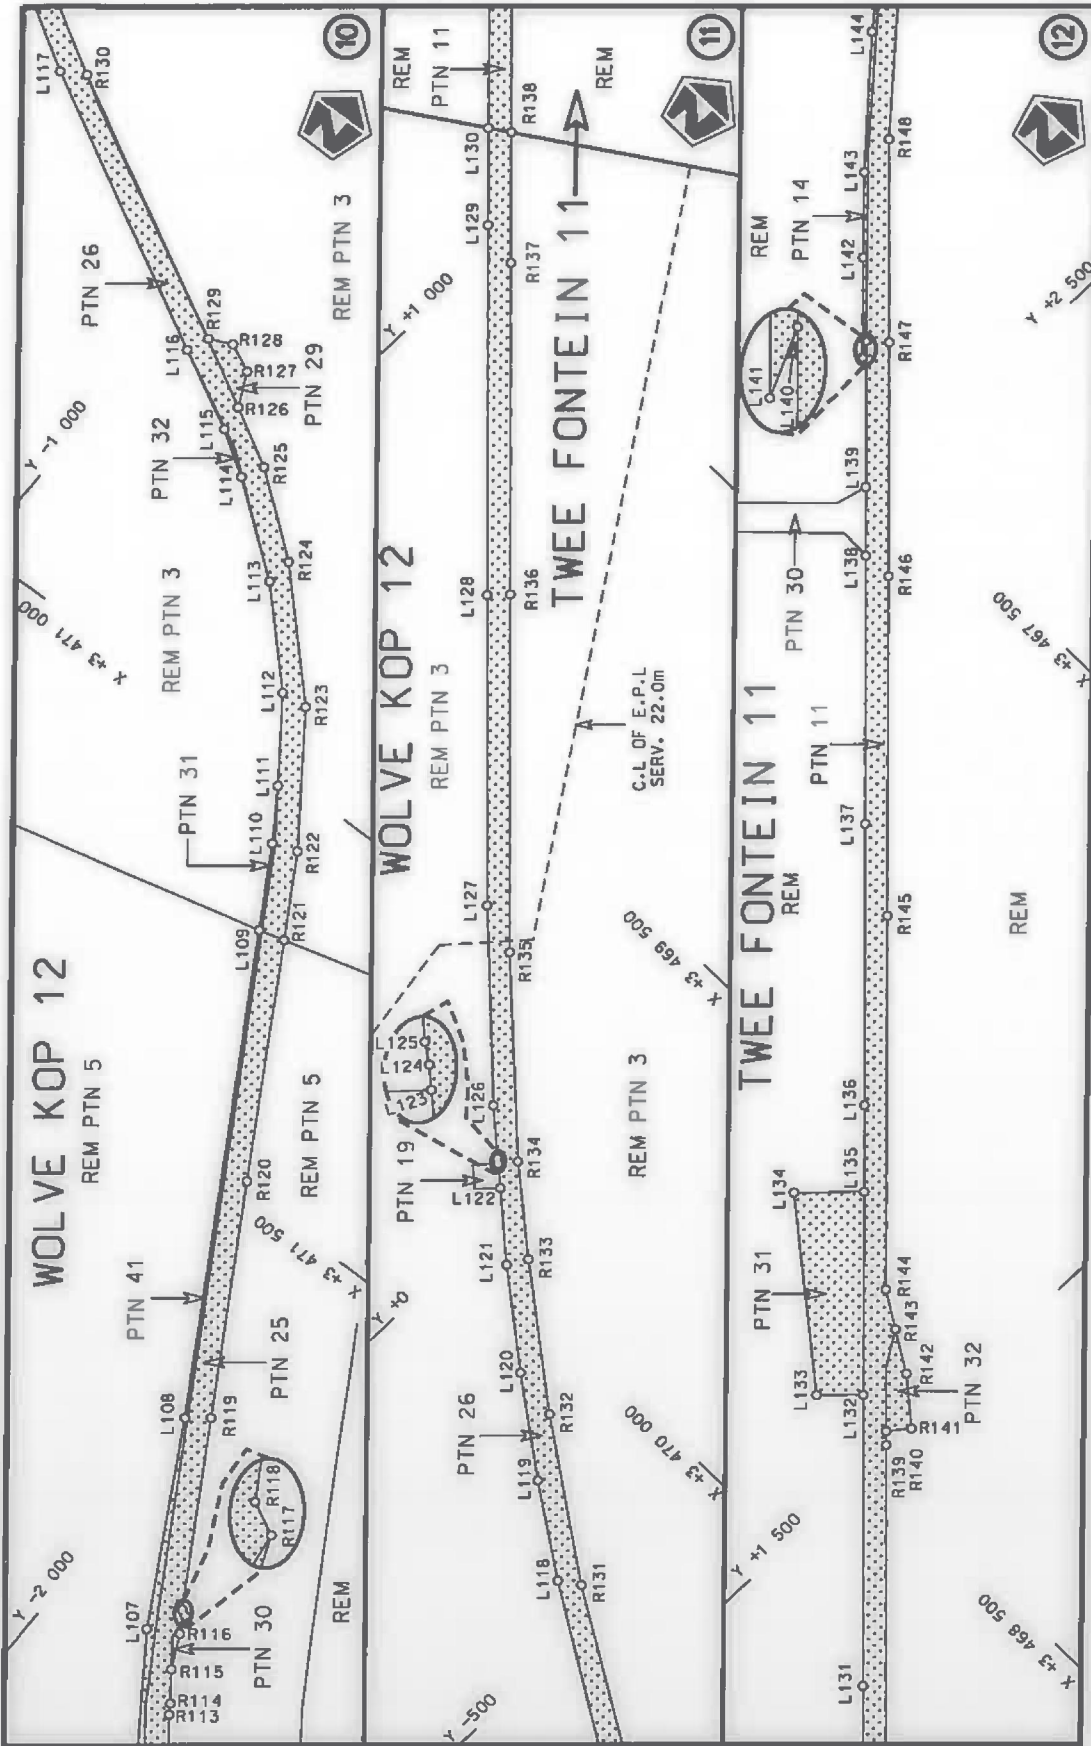 10
L117
R130
PTN 26
R129
L116
R128
R127
PTN 29
R126
L115
PTN 32
L114
R125
REM PTN 3
Y -1 000
R124
L113
X +3 471 000
REM PTN 3
L112
R123
L111
PTN 31
L110
R122
L109
R121
WOLVE KOP 12
REM PTN 5
REM PTN 5
R120
X +3 471 500
PTN 41
PTN 25
L108
R119
R118
R117
Y -2 000
L107
R116
PTN 30
REM
R115
R114
R113
11
REM
PTN 11
REM
R138
L130
L129
R137
Y +1 000
TWEE FONTEIN 11
L128
R136
WOLVE KOP 12
REM PTN 3
C.L OF E.P.L
SERV. 22.0m
L127
R135
X +3 469 500
L125
L124
L123
L126
PTN 19
R134
L122
REM PTN 3
L121
R133
Y +0
L120
PTN 26
R132
X +3 470 000
L119
L118
R131
Y -500
12
L144
R148
L143
REM
PTN 14
L142
Y +2 500
R147
L141
L140
L139
L138
PTN 30
R146
X +3 467 500
TWEE FONTEIN 11
REM
PTN 11
L137
R145
REM
L136
L135
L134
PTN 31
R144
R143
R142
PTN 32
L133
L132
R141
R140
R139
Y +1 500
X +3 468 500
L131